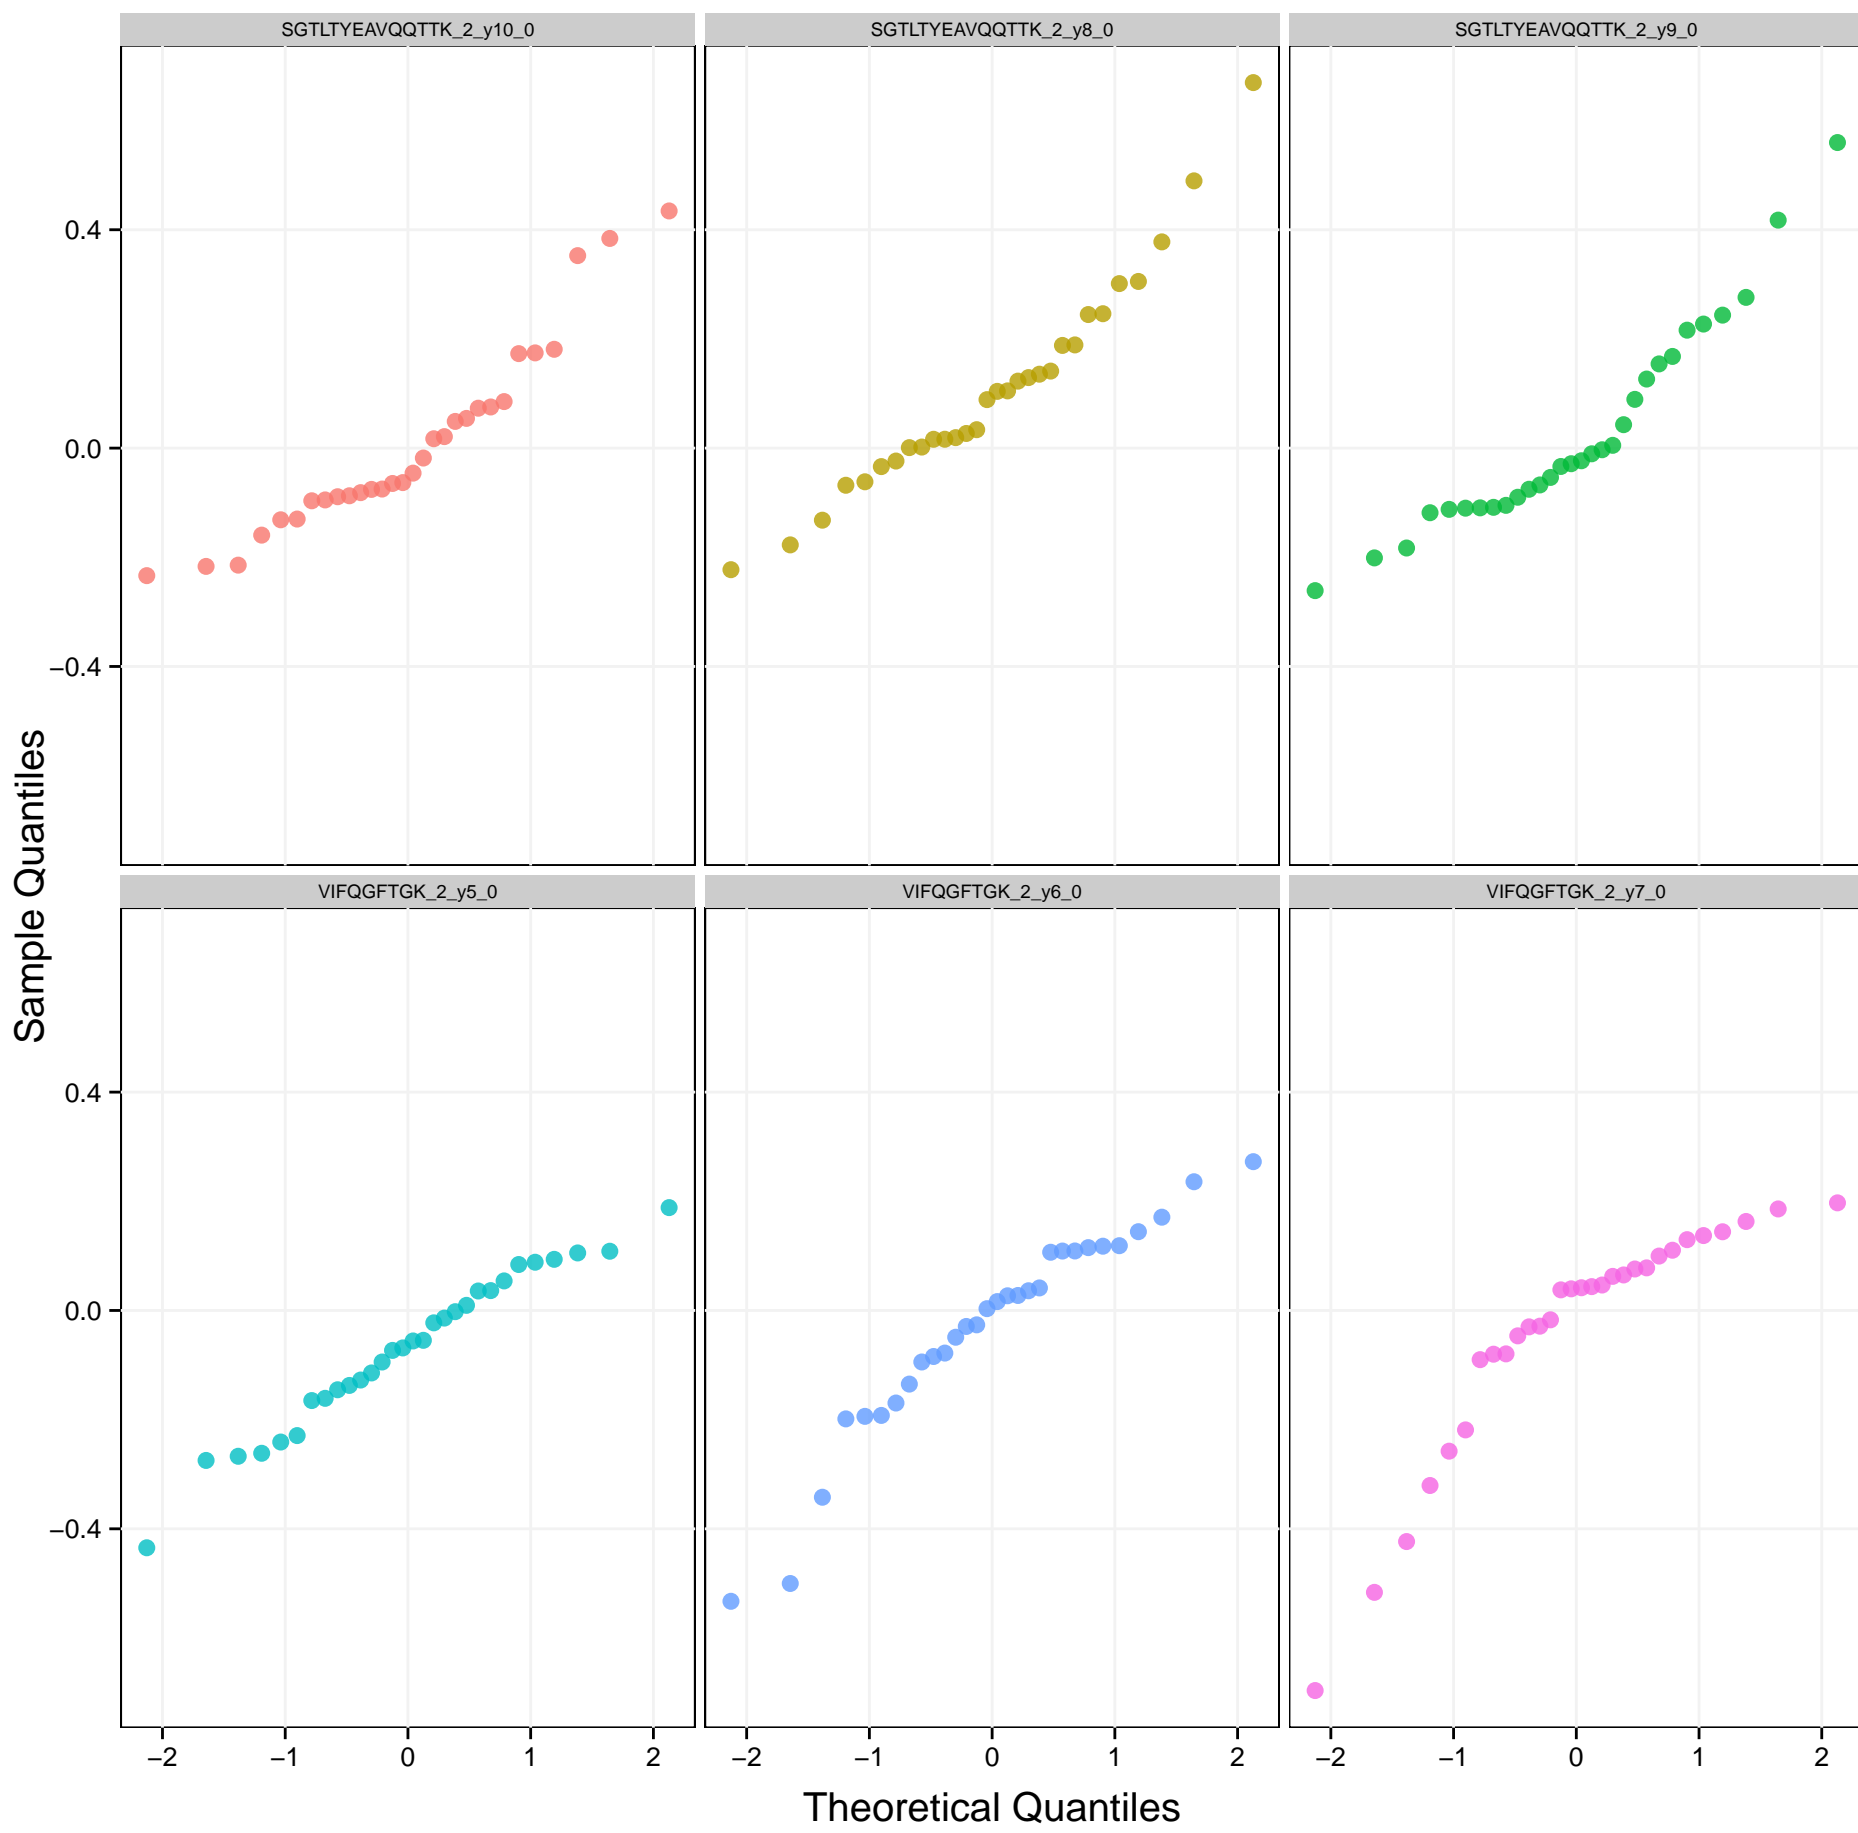 SGTLTYEAVQQTTK_2_y10_0
SGTLTYEAVQQTTK_2_y8_0
SGTLTYEAVQQTTK_2_y9_0
0.4
0.0
−0.4
VIFQGFTGK_2_y5_0
VIFQGFTGK_2_y6_0
VIFQGFTGK_2_y7_0
Sample Quantiles
0.4
0.0
−0.4
−2 −1 0 1 2
−2 −1 0 1 2
−2 −1 0 1 2
Theoretical Quantiles